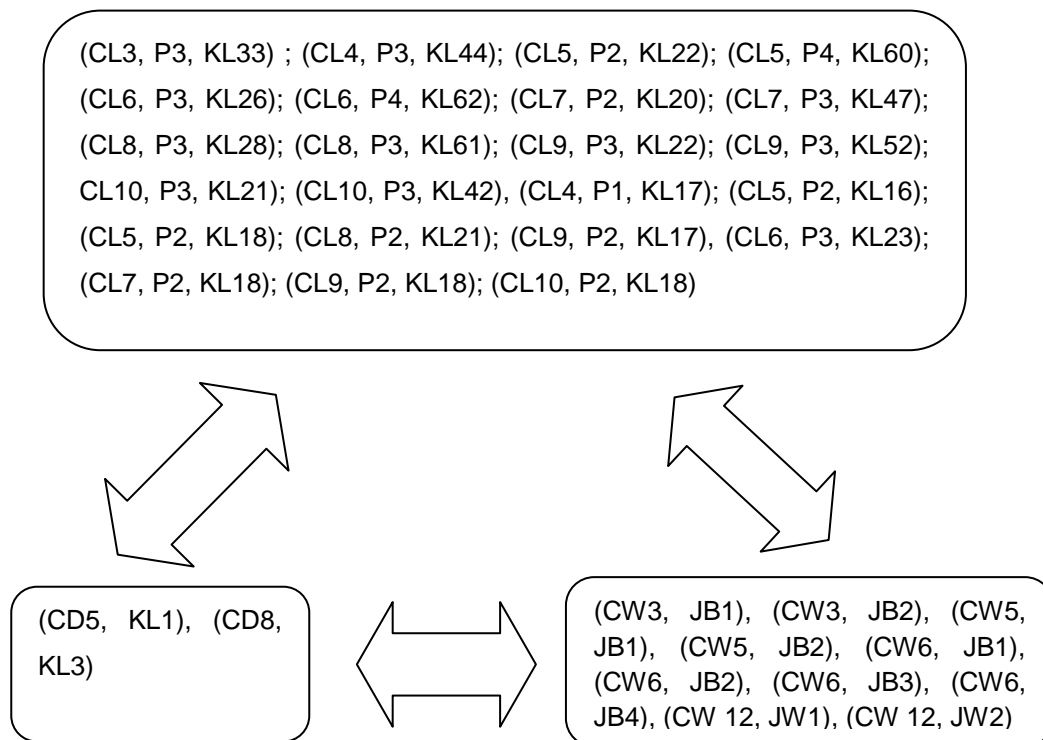 (CL3, P3, KL33) ; (CL4, P3, KL44); (CL5, P2, KL22); (CL5, P4, KL60);
(CL6, P3, KL26); (CL6, P4, KL62); (CL7, P2, KL20); (CL7, P3, KL47);
(CL8, P3, KL28); (CL8, P3, KL61); (CL9, P3, KL22); (CL9, P3, KL52);
CL10, P3, KL21); (CL10, P3, KL42), (CL4, P1, KL17); (CL5, P2, KL16);
(CL5, P2, KL18); (CL8, P2, KL21); (CL9, P2, KL17), (CL6, P3, KL23);
(CL7, P2, KL18); (CL9, P2, KL18); (CL10, P2, KL18)
(CD5, KL1), (CD8,
KL3)
(CW3, JB1), (CW3, JB2), (CW5,
JB1), (CW5, JB2), (CW6, JB1),
(CW6, JB2), (CW6, JB3), (CW6,
JB4), (CW 12, JW1), (CW 12, JW2)